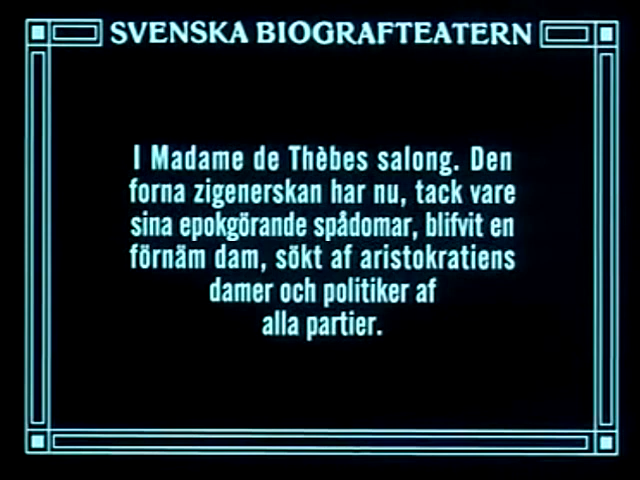 SVENSKA BIOGRAFTEATERN
I Madame de Thèbes salong. Den
forna zigenerskan har nu, tack vare
sina epokgörande spådomar, blifvit en
förnäm dam, sökt af aristokratiens
damer och politiker af
alla partier.